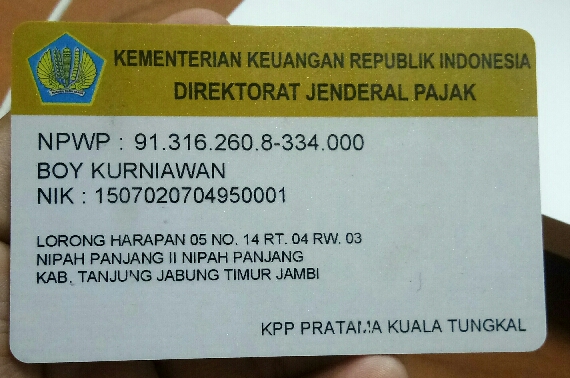 KEMENTERIAN KEUANGAN REPUBLIK INDONESIA
DIREKTORAT JENDERAL PAJAK
NPWP : 91.316.260.8-334.000
BOY KURNIAWAN
NIK : 1507020704950001
LORONG HARAPAN 05 NO. 14 RT. 04 RW. 03
NIPAH PANJANG II NIPAH PANJANG
KAB. TANJUNG JABUNG TIMUR JAMBI
KPP PRATAMA KUALA TUNGKAL